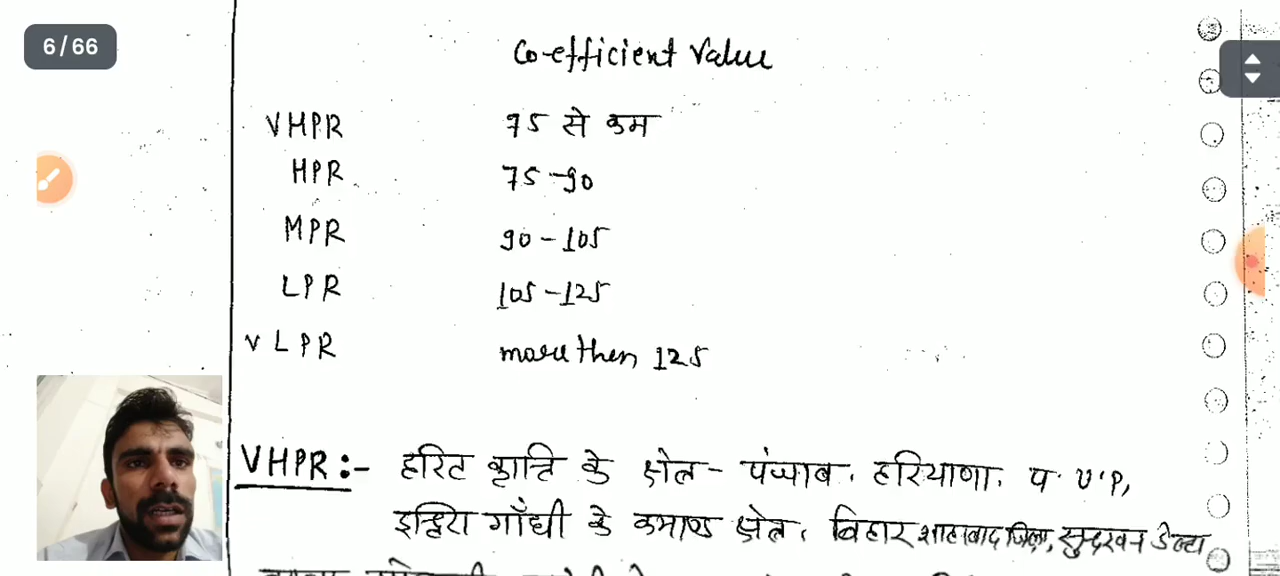 6 / 66
Co-efficient Value
VHPR 75 से कम
HPR 75-90
MPR 90-105
LPR 105-125
VLPR more then 125
VHPR :- हरित क्रान्ति के क्षेत्र - पंजाब, हरियाणा, प. U.P,
गाँधी के कमाण्ड क्षेत्र, बिहार शाहाबाद जिला, सुन्दरवन डेल्टा